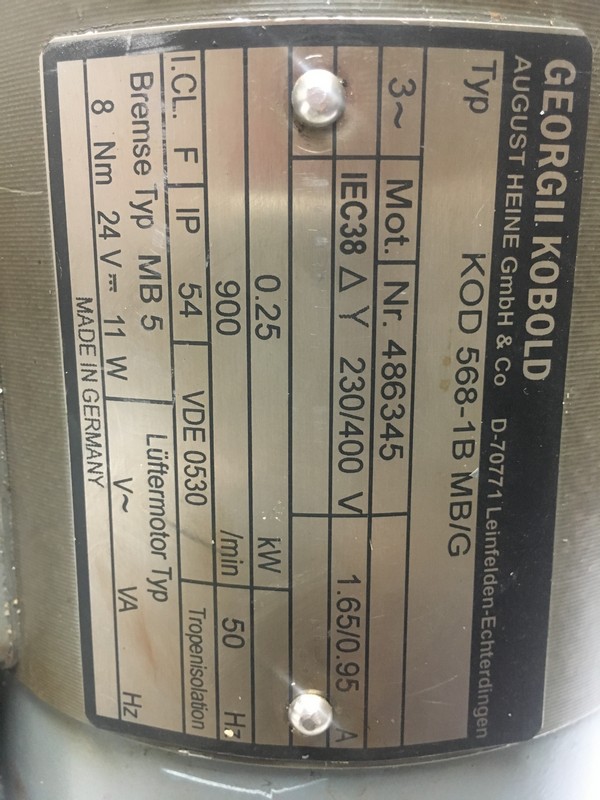 GEORGII KOBOLD
AUGUST HEINE GmbH & Co D-70771 Leinfelden-Echterdingen
Typ KOD 568-1B MB/G
3~ Mot. Nr. 486345
IEC38 △ Y 230/400 V 1.65/0.95 A
0.25 kW
900 /min 50 Hz
I.CL. F IP 54 VDE 0530 Tropenisolation
Bremse Typ MB 5 Lüftermotor Typ
8 Nm 24 V⎓ 11 W V~ VA Hz
MADE IN GERMANY